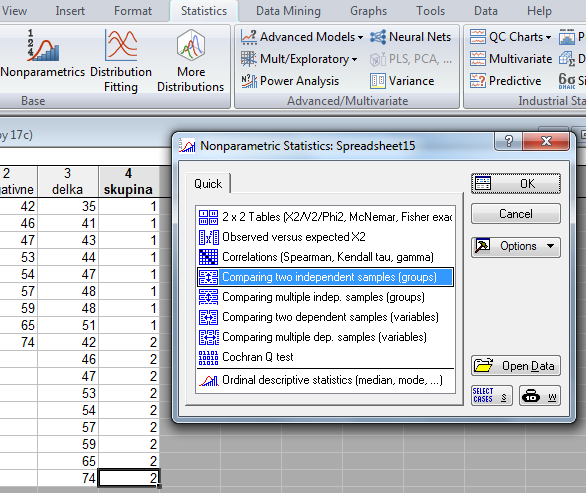 View Insert Format Statistics Data Mining Graphs Tools Data Help
Nonparametrics Distribution Fitting More Distributions
Base
Advanced Models Neural Nets
Mult/Exploratory PLS, PCA, ...
Power Analysis Variance
Advanced/Multivariate
QC Charts
Multivariate
Predictive
Industrial Sta
by 17c)
2 3 4
gativne delka skupina
42 35 1
46 41 1
47 43 1
53 44 1
54 47 1
57 48 1
59 48 1
65 51 1
74 42 2
46 2
47 2
53 2
54 2
57 2
59 2
65 2
74 2
Nonparametric Statistics: Spreadsheet15
Quick
2 x 2 Tables (X2/V2/Phi2, McNemar, Fisher exac
Observed versus expected X2
Correlations (Spearman, Kendall tau, gamma)
Comparing two independent samples (groups)
Comparing multiple indep. samples (groups)
Comparing two dependent samples (variables)
Comparing multiple dep. samples (variables)
Cochran Q test
Ordinal descriptive statistics (median, mode, ...)
OK
Cancel
Options
Open Data
SELECT CASES S
W